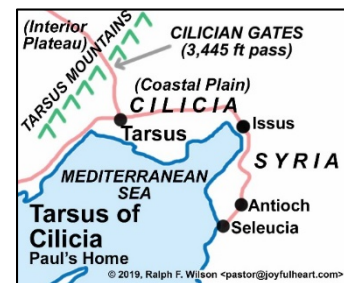 (Interior
Plateau)
TARSUS MOUNTAINS
CILICIAN GATES
(3,445 ft pass)
(Coastal Plain)
CILICIA
Tarsus
Issus
SYRIA
MEDITERRANEAN
SEA
Antioch
Seleucia
Tarsus of
Cilicia
Paul's Home
© 2019, Ralph F. Wilson <pastor@joyfulheart.com>